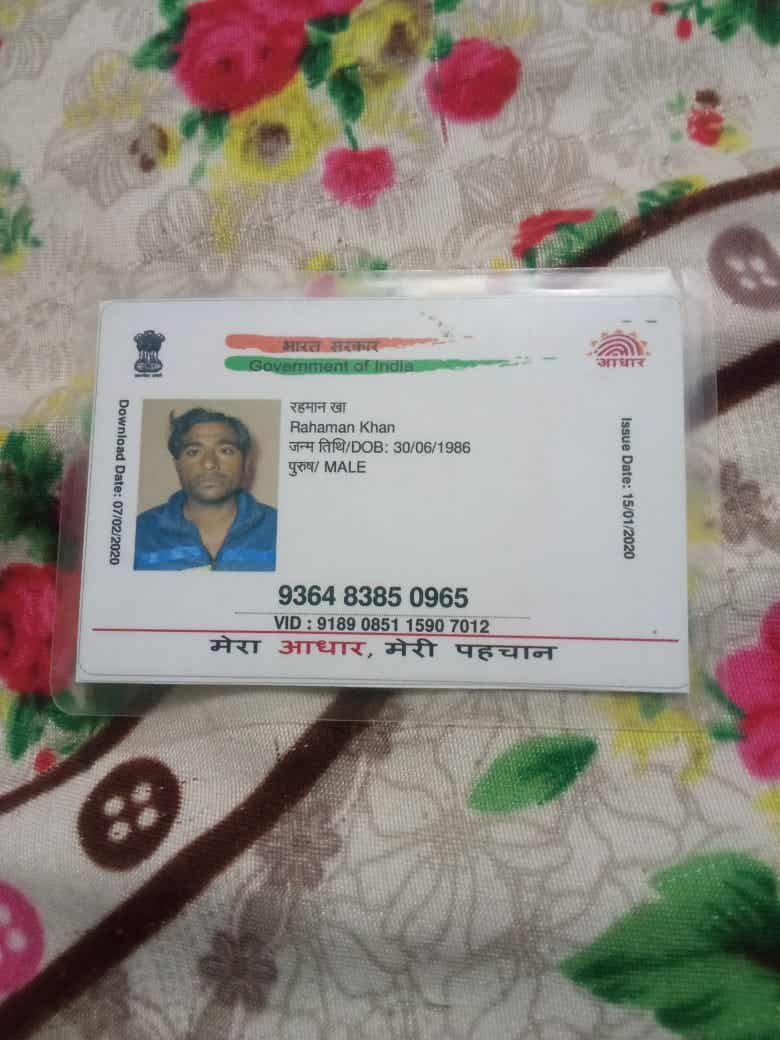 भारत सरकार
Government of India
आधार
Download Date: 07/02/2020
रहमान खा
Rahaman Khan
जन्म तिथि/DOB: 30/06/1986
पुरुष/ MALE
Issue Date: 15/01/2020
9364 8385 0965
VID : 9189 0851 1590 7012
मेरा आधार, मेरी पहचान